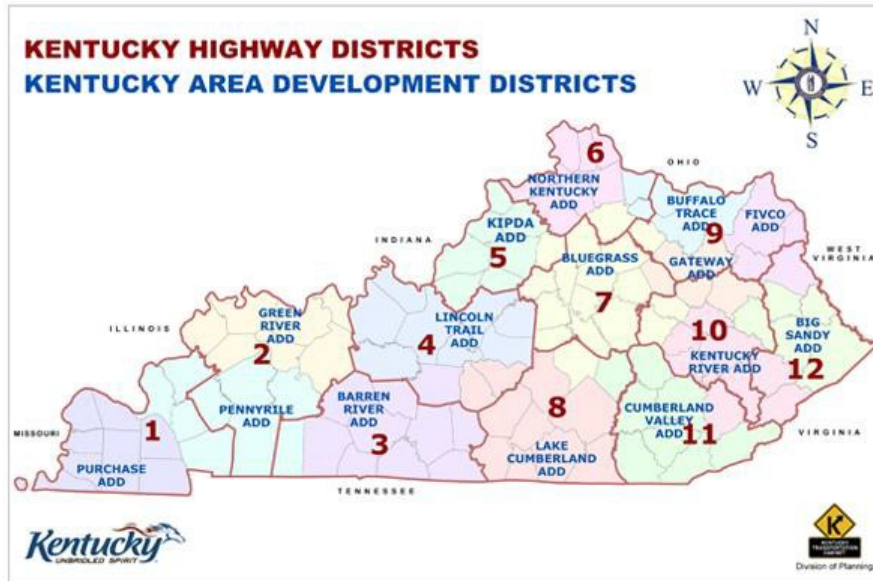 KENTUCKY HIGHWAY DISTRICTS
KENTUCKY AREA DEVELOPMENT DISTRICTS
N
W
E
S
6
OHIO
NORTHERN
KENTUCKY
ADD
BUFFALO
TRACE
ADD
9
FIVCO
ADD
KIPDA
ADD
5
INDIANA
WEST
VIRGINIA
BLUEGRASS
ADD
7
GATEWAY
ADD
GREEN
RIVER
ADD
2
ILLINOIS
LINCOLN
TRAIL
ADD
4
10
KENTUCKY
RIVER ADD
BIG
SANDY
ADD
12
BARREN
RIVER
ADD
3
PENNYRILE
ADD
8
LAKE
CUMBERLAND
ADD
CUMBERLAND
VALLEY
ADD
11
MISSOURI
1
PURCHASE
ADD
VIRGINIA
TENNESSEE
Kentucky
UNBRIDLED SPIRIT
K
KENTUCKY
TRANSPORTATION
CABINET
Division of Planning